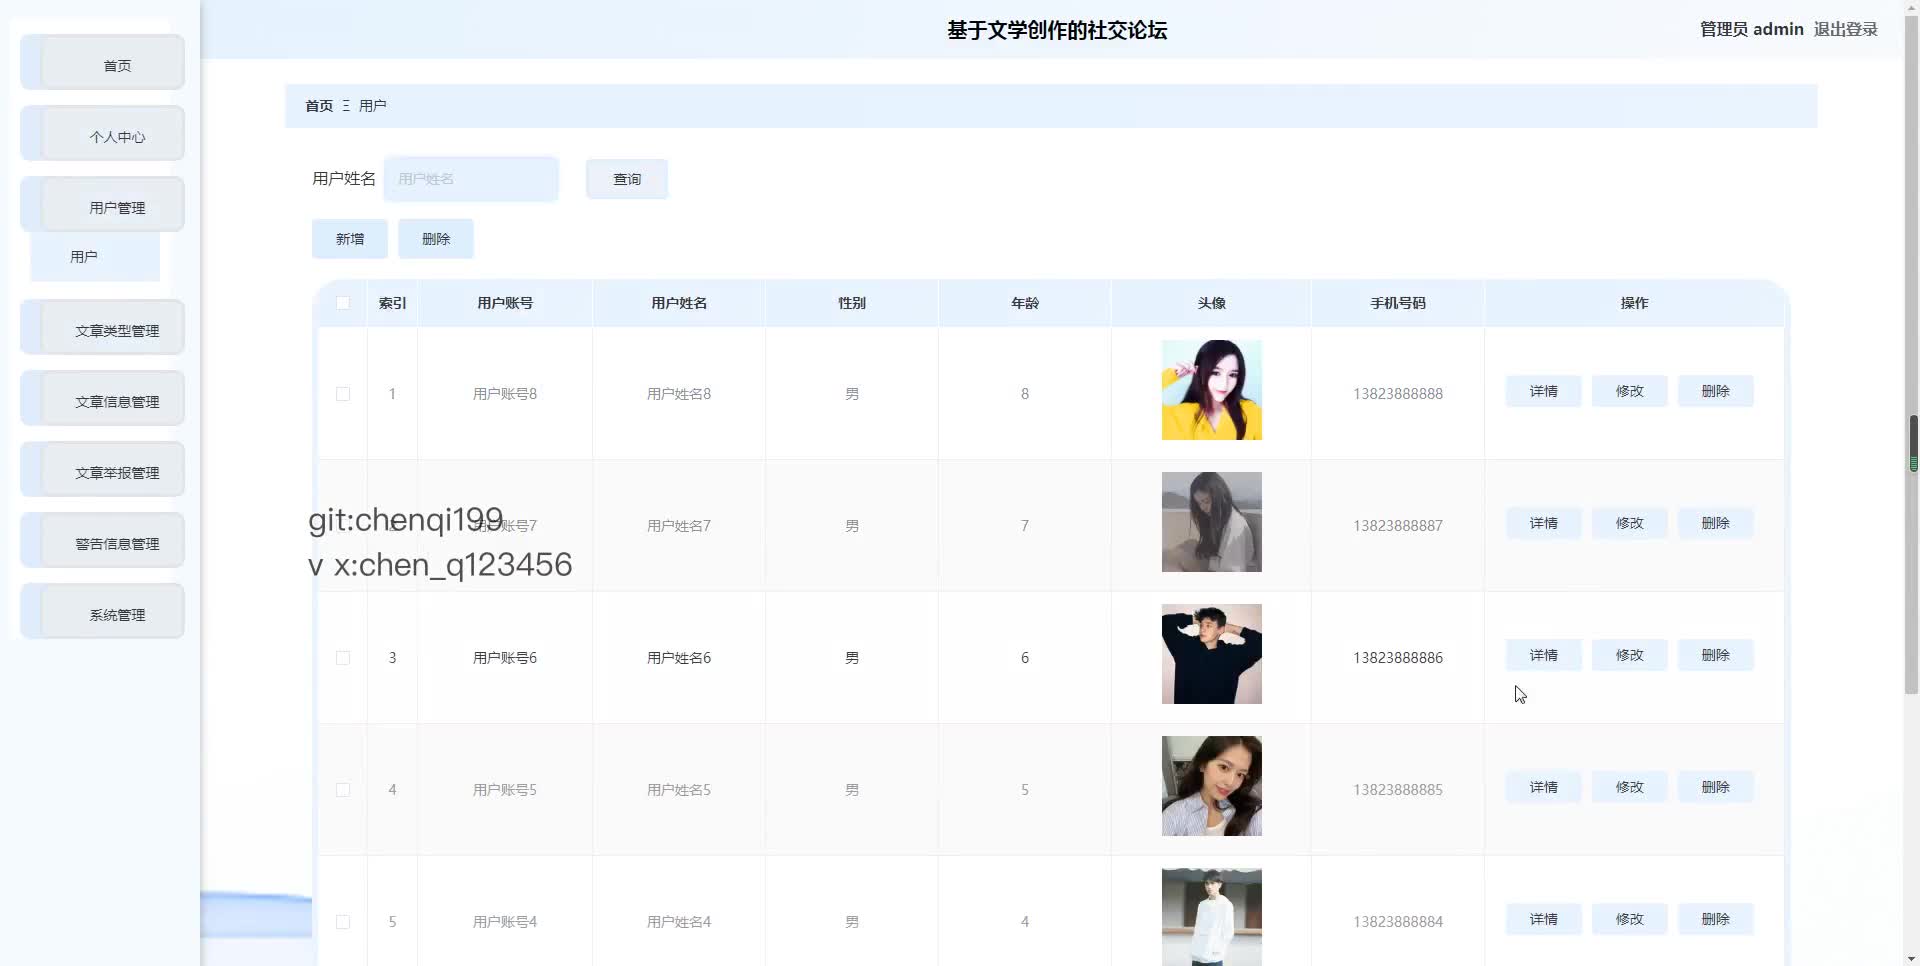 基于文学创作的社交论坛
管理员 admin 退出登录
首页
个人中心
用户管理
用户
文章类型管理
文章信息管理
文章举报管理
警告信息管理
系统管理
首页 Ξ 用户
用户姓名 用户姓名 查询
新增 删除
索引 用户账号 用户姓名 性别 年龄 头像 手机号码 操作
1 用户账号8 用户姓名8 男 8 13823888888 详情 修改 删除
2 用户账号7 用户姓名7 男 7 13823888887 详情 修改 删除
git:chenqi199
v x:chen_q123456
3 用户账号6 用户姓名6 男 6 13823888886 详情 修改 删除
4 用户账号5 用户姓名5 男 5 13823888885 详情 修改 删除
5 用户账号4 用户姓名4 男 4 13823888884 详情 修改 删除